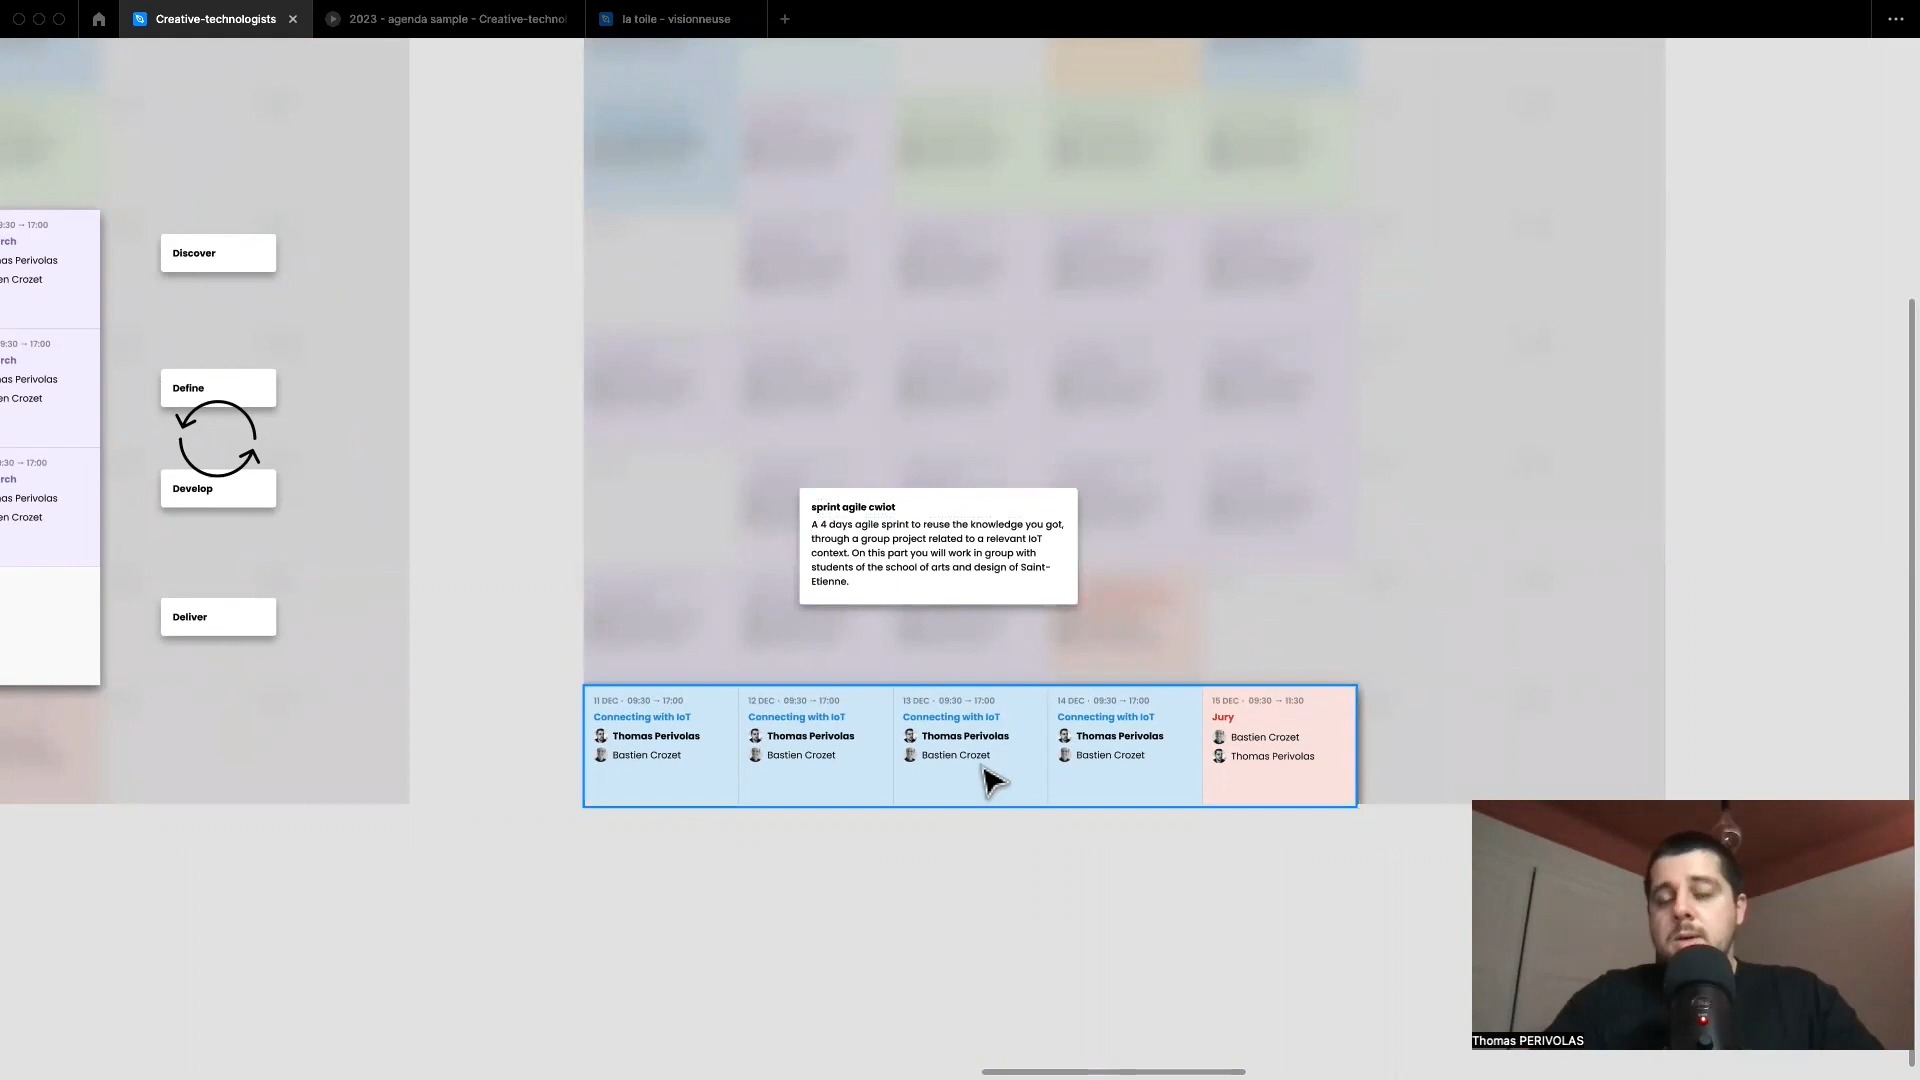 Creative-technologists
2023 - agenda sample - Creative-technol
la toile - visionneuse
:30 → 17:00
rch
as Perivolas
en Crozet
9:30 → 17:00
rch
as Perivolas
en Crozet
:30 → 17:00
rch
as Perivolas
en Crozet
Discover
Define
Develop
Deliver
sprint agile cwiot
A 4 days agile sprint to reuse the knowledge you got,
through a group project related to a relevant IoT
context. On this part you will work in group with
students of the school of arts and design of Saint-
Etienne.
11 DEC · 09:30 → 17:00
Connecting with IoT
Thomas Perivolas
Bastien Crozet
12 DEC · 09:30 → 17:00
Connecting with IoT
Thomas Perivolas
Bastien Crozet
13 DEC · 09:30 → 17:00
Connecting with IoT
Thomas Perivolas
Bastien Crozet
14 DEC · 09:30 → 17:00
Connecting with IoT
Thomas Perivolas
Bastien Crozet
15 DEC · 09:30 → 11:30
Jury
Bastien Crozet
Thomas Perivolas
Thomas PERIVOLAS